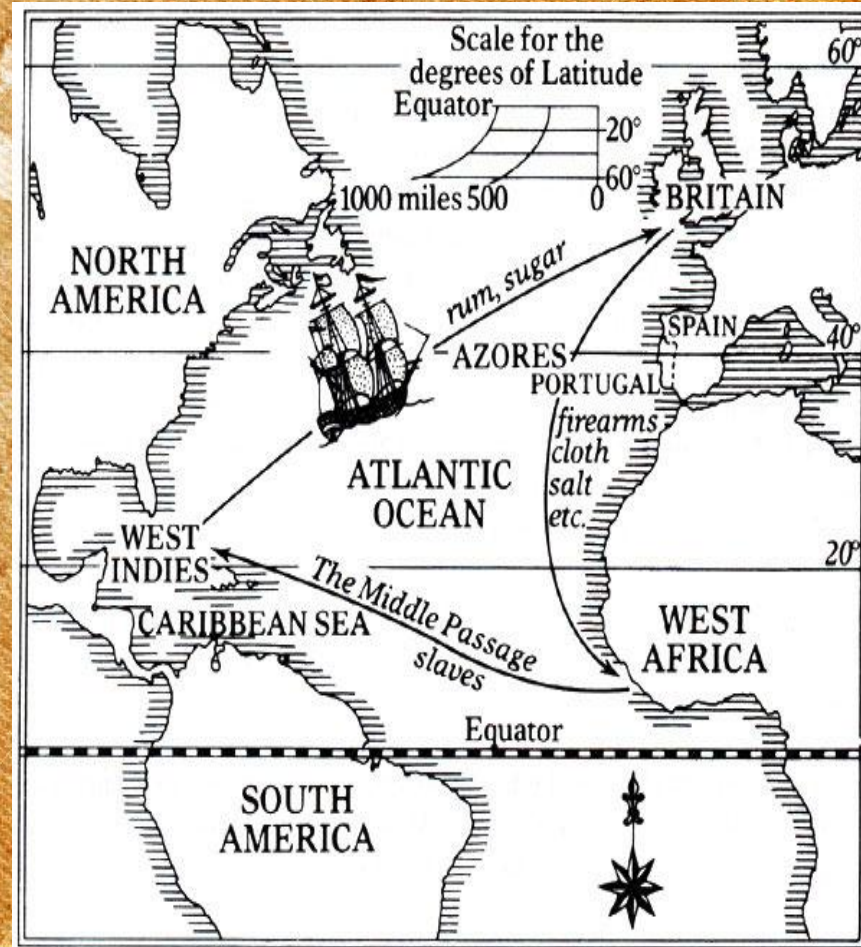 Scale for the
degrees of Latitude
Equator
20°
60°
1000 miles 500 0
60°
BRITAIN
NORTH
AMERICA
rum, sugar
SPAIN
40°
AZORES
PORTUGAL
firearms
cloth
salt
etc.
ATLANTIC
OCEAN
WEST
INDIES
20°
The Middle Passage
slaves
CARIBBEAN SEA
WEST
AFRICA
Equator
SOUTH
AMERICA